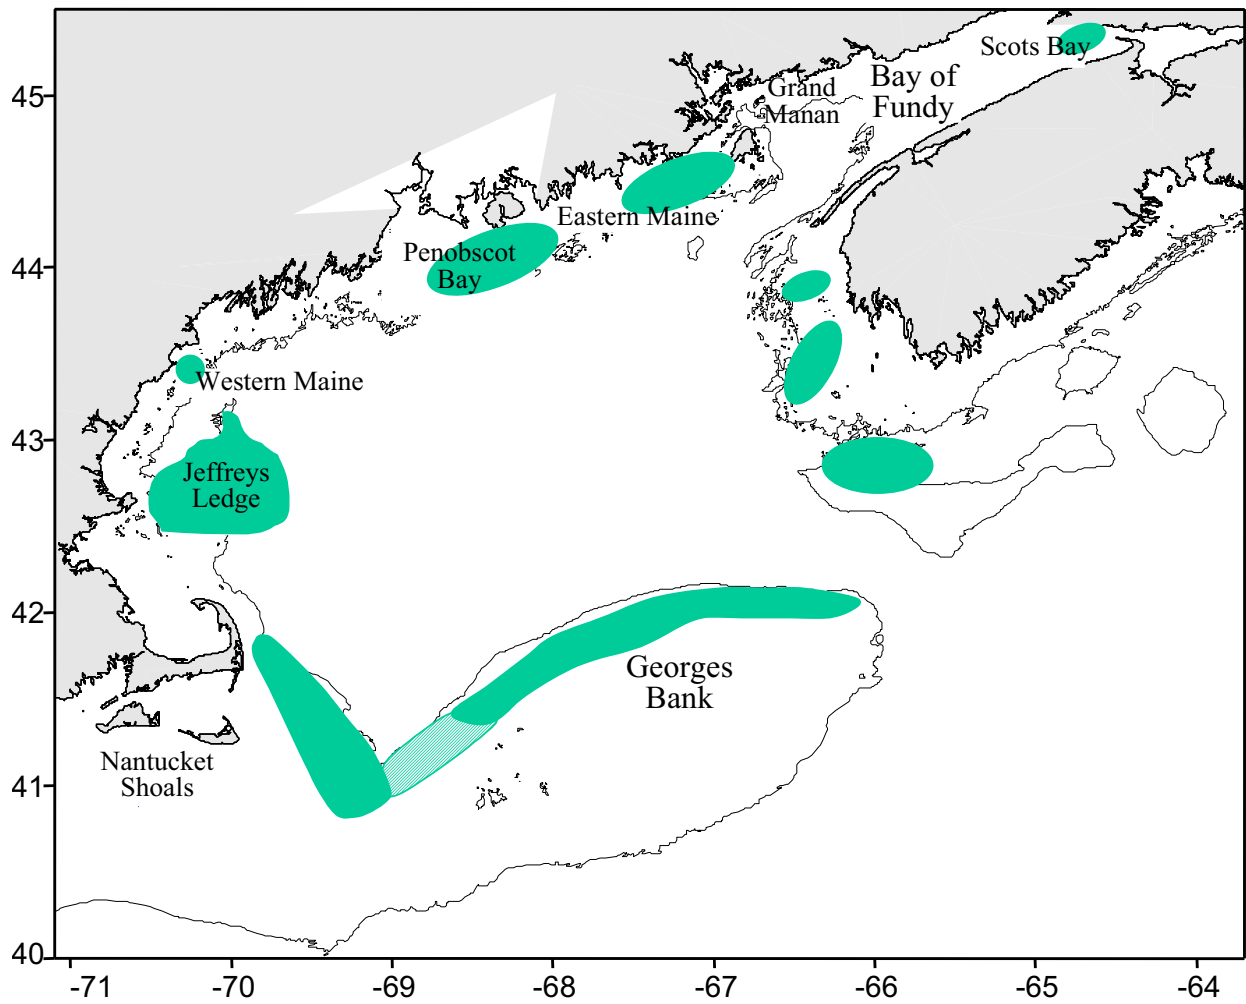 Scots Bay
Bay of
Fundy
Grand
Manan
45
Eastern Maine
Penobscot
Bay
44
Western Maine
43
Jeffreys
Ledge
42
Georges
Bank
Nantucket
Shoals
41
40
-71 -70 -69 -68 -67 -66 -65 -64